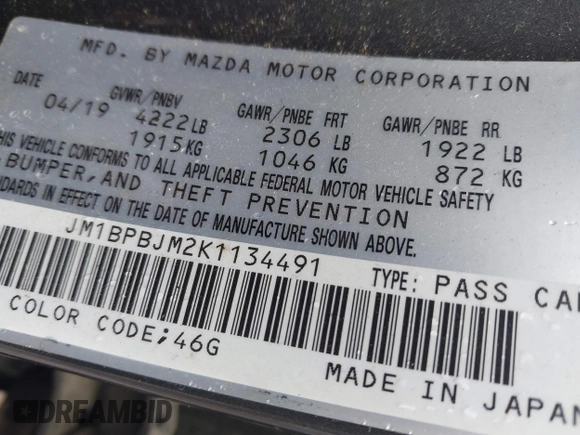 MFD. BY MAZDA MOTOR CORPORATION
DATE GVWR/PNBV GAWR/PNBE FRT GAWR/PNBE RR
04/19 4222 LB 2306 LB 1922 LB
1915 KG 1046 KG 872 KG
THIS VEHICLE CONFORMS TO ALL APPLICABLE FEDERAL MOTOR VEHICLE SAFETY
BUMPER, AND THEFT PREVENTION
STANDARDS IN EFFECT ON THE DATE OF MANUFACTURE SHOWN ABOVE.
JM1BPBJM2K1134491 TYPE: PASS CAR
COLOR CODE;46G MADE IN JAPAN
DREAMBID